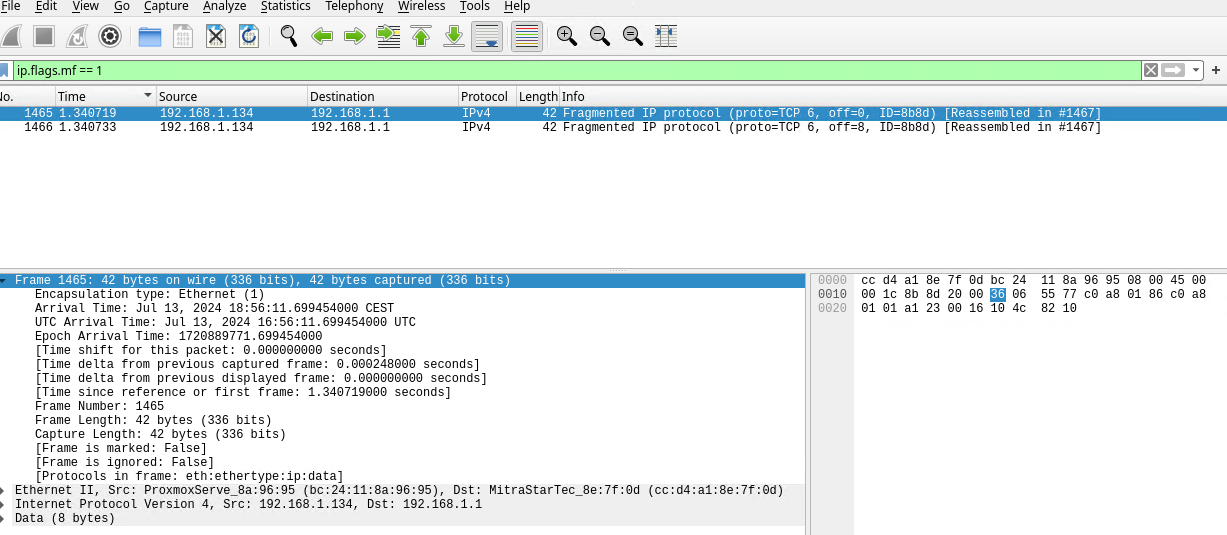 File Edit View Go Capture Analyze Statistics Telephony Wireless Tools Help
ip.flags.mf == 1
No. Time Source Destination Protocol Length Info
1465 1.340719 192.168.1.134 192.168.1.1 IPv4 42 Fragmented IP protocol (proto=TCP 6, off=0, ID=8b8d) [Reassembled in #1467]
1466 1.340733 192.168.1.134 192.168.1.1 IPv4 42 Fragmented IP protocol (proto=TCP 6, off=8, ID=8b8d) [Reassembled in #1467]
Frame 1465: 42 bytes on wire (336 bits), 42 bytes captured (336 bits)
Encapsulation type: Ethernet (1)
Arrival Time: Jul 13, 2024 18:56:11.699454000 CEST
UTC Arrival Time: Jul 13, 2024 16:56:11.699454000 UTC
Epoch Arrival Time: 1720889771.699454000
[Time shift for this packet: 0.000000000 seconds]
[Time delta from previous captured frame: 0.000248000 seconds]
[Time delta from previous displayed frame: 0.000000000 seconds]
[Time since reference or first frame: 1.340719000 seconds]
Frame Number: 1465
Frame Length: 42 bytes (336 bits)
Capture Length: 42 bytes (336 bits)
[Frame is marked: False]
[Frame is ignored: False]
[Protocols in frame: eth:ethertype:ip:data]
Ethernet II, Src: ProxmoxServe_8a:96:95 (bc:24:11:8a:96:95), Dst: MitraStarTec_8e:7f:0d (cc:d4:a1:8e:7f:0d)
Internet Protocol Version 4, Src: 192.168.1.134, Dst: 192.168.1.1
Data (8 bytes)
0000 cc d4 a1 8e 7f 0d bc 24 11 8a 96 95 08 00 45 00
0010 00 1c 8b 8d 20 00 36 06 55 77 c0 a8 01 86 c0 a8
0020 01 01 a1 23 00 16 10 4c 82 10